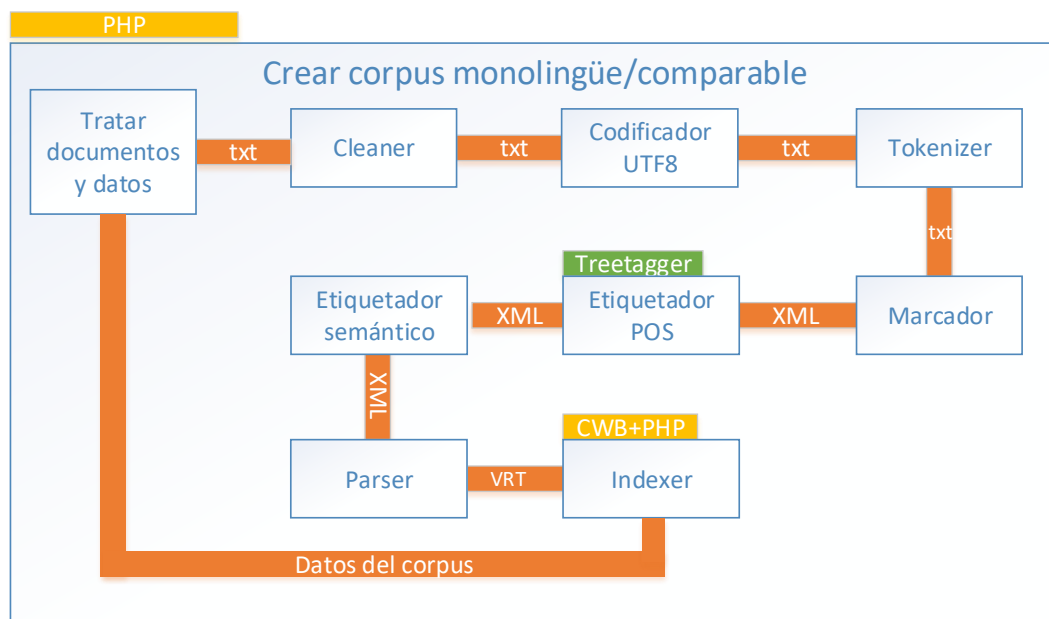 PHP
Crear corpus monolingüe/comparable
Tratar
documentos
y datos
txt
Cleaner
txt
Codificador
UTF8
txt
Tokenizer
txt
Marcador
XML
Treetagger
Etiquetador
POS
XML
Etiquetador
semántico
XML
Parser
VRT
CWB+PHP
Indexer
Datos del corpus